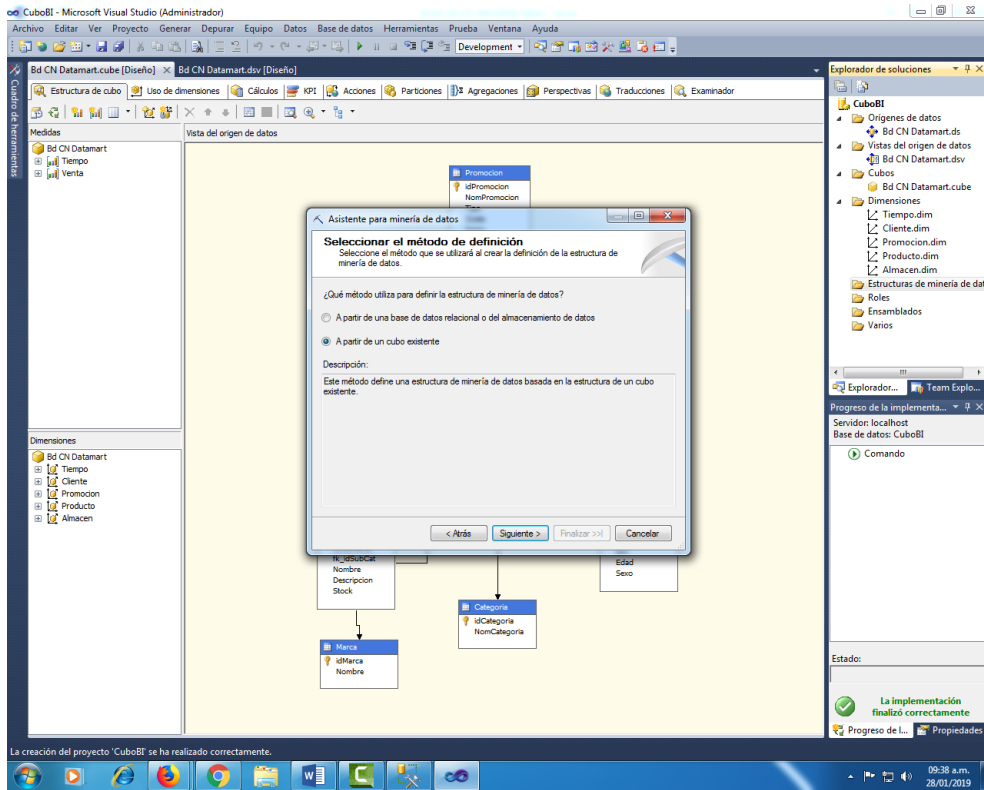 CuboBI - Microsoft Visual Studio (Administrador)
Archivo Editar Ver Proyecto Generar Depurar Equipo Datos Base de datos Herramientas Prueba Ventana Ayuda
Development
Cuadro de herramientas
Bd CN Datamart.cube [Diseño]
Bd CN Datamart.dsv [Diseño]
Estructura de cubo
Uso de dimensiones
Cálculos
KPI
Acciones
Particiones
Agregaciones
Perspectivas
Traducciones
Examinador
Medidas
Bd CN Datamart
Tiempo
Venta
Dimensiones
Bd CN Datamart
Tiempo
Cliente
Promocion
Producto
Almacen
Vista del origen de datos
Promocion
idPromocion
NomPromocion
Asistente para minería de datos
Seleccionar el método de definición
Seleccione el método que se utilizará al crear la definición de la estructura de
minería de datos.
¿Qué método utiliza para definir la estructura de minería de datos?
A partir de una base de datos relacional o del almacenamiento de datos
A partir de un cubo existente
Descripción:
Este método define una estructura de minería de datos basada en la estructura de un cubo
existente.
< Atrás
Siguiente >
Finalizar >>|
Cancelar
fk_idSubCat
Nombre
Descripcion
Stock
Edad
Sexo
Categoria
idCategoria
NomCategoria
Marca
idMarca
Nombre
Explorador de soluciones
CuboBI
Orígenes de datos
Bd CN Datamart.ds
Vistas del origen de datos
Bd CN Datamart.dsv
Cubos
Bd CN Datamart.cube
Dimensiones
Tiempo.dim
Cliente.dim
Promocion.dim
Producto.dim
Almacen.dim
Estructuras de minería de dat
Roles
Ensamblados
Varios
Explorador...
Team Explo...
Progreso de la implementa...
Servidor: localhost
Base de datos: CuboBI
Comando
Estado:
La implementación
finalizó correctamente
Progreso de l...
Propiedades
La creación del proyecto 'CuboBI' se ha realizado correctamente.
09:38 a.m.
28/01/2019